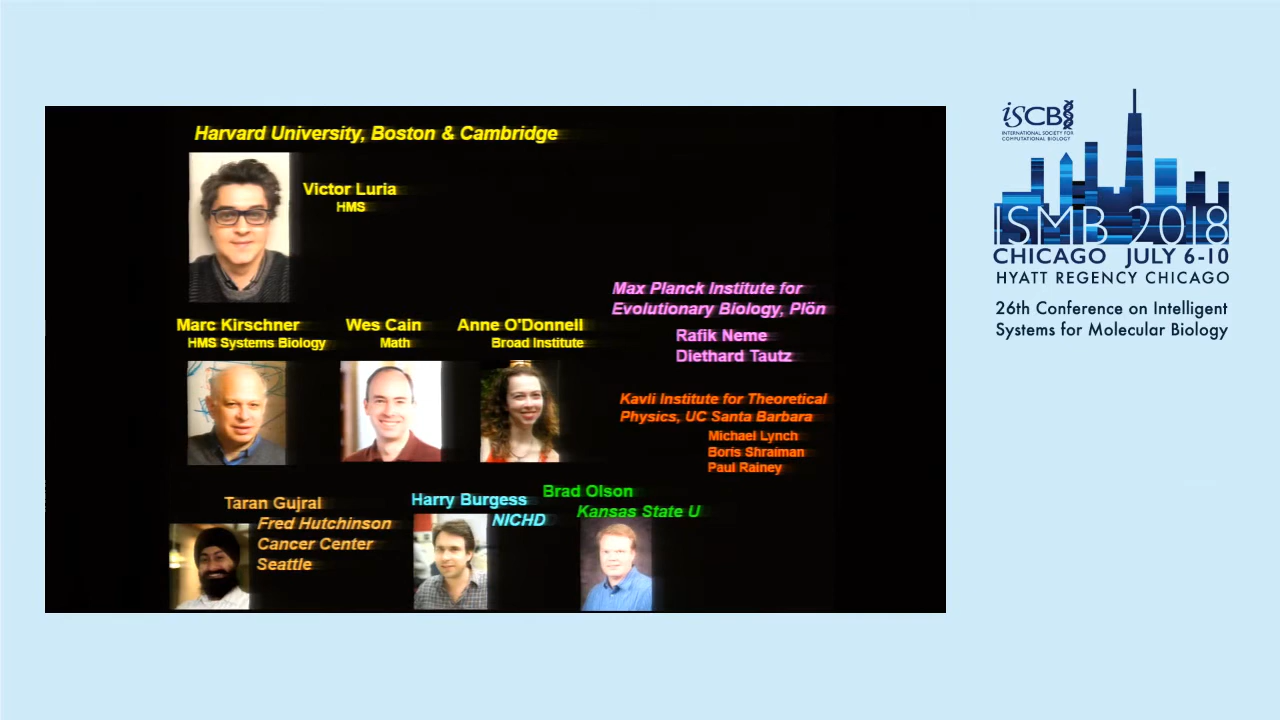 Harvard University, Boston & Cambridge
Victor Luria
HMS
Marc Kirschner
HMS Systems Biology
Wes Cain
Math
Anne O'Donnell
Broad Institute
Max Planck Institute for
Evolutionary Biology, Plön
Rafik Neme
Diethard Tautz
Kavli Institute for Theoretical
Physics, UC Santa Barbara
Michael Lynch
Boris Shraiman
Paul Rainey
Taran Gujral
Fred Hutchinson
Cancer Center
Seattle
Harry Burgess
NICHD
Brad Olson
Kansas State U
iSCB
INTERNATIONAL SOCIETY FOR
COMPUTATIONAL BIOLOGY
ISMB 2018
CHICAGO JULY 6-10
HYATT REGENCY CHICAGO
26th Conference on Intelligent
Systems for Molecular Biology